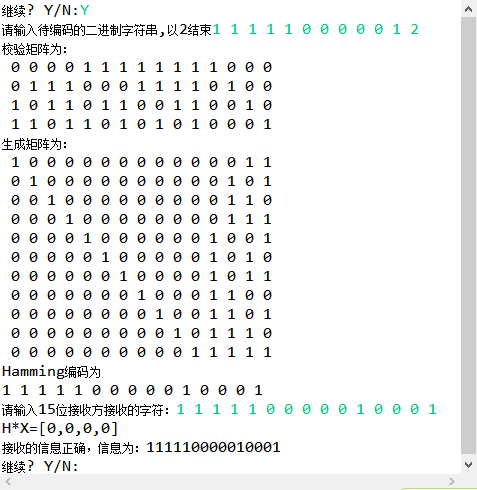 继续? Y/N:Y
请输入待编码的二进制字符串,以2结束1 1 1 1 1 0 0 0 0 0 1 2
校验矩阵为:
0 0 0 0 1 1 1 1 1 1 1 1 0 0 0
0 1 1 1 0 0 0 1 1 1 1 0 1 0 0
1 0 1 1 0 1 1 0 0 1 1 0 0 1 0
1 1 0 1 1 0 1 0 1 0 1 0 0 0 1
生成矩阵为:
1 0 0 0 0 0 0 0 0 0 0 0 0 1 1
0 1 0 0 0 0 0 0 0 0 0 0 1 0 1
0 0 1 0 0 0 0 0 0 0 0 0 1 1 0
0 0 0 1 0 0 0 0 0 0 0 0 1 1 1
0 0 0 0 1 0 0 0 0 0 0 1 0 0 1
0 0 0 0 0 1 0 0 0 0 0 1 0 1 0
0 0 0 0 0 0 1 0 0 0 0 1 0 1 1
0 0 0 0 0 0 0 1 0 0 0 1 1 0 0
0 0 0 0 0 0 0 0 1 0 0 1 1 0 1
0 0 0 0 0 0 0 0 0 1 0 1 1 1 0
0 0 0 0 0 0 0 0 0 0 1 1 1 1 1
Hamming编码为
1 1 1 1 1 0 0 0 0 0 1 0 0 0 1
请输入15位接收方接收的字符：1 1 1 1 1 0 0 0 0 0 1 0 0 0 1
H*X=[0,0,0,0]
接收的信息正确，信息为：111110000010001
继续? Y/N: